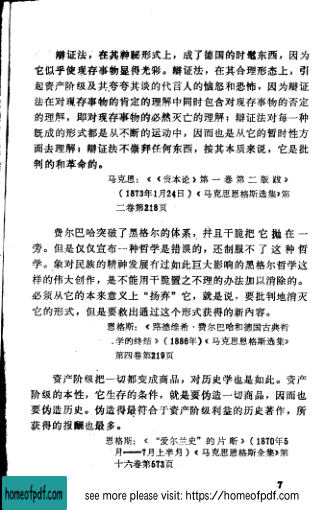 辩证法，在其神秘形式上，成了德国的时髦东西，因为
它似乎使现存事物显得光彩。辩证法，在其合理形态上，引
起资产阶级及其夸夸其谈的代言人的愤怒和恐怖，因为辩证
法在对现存事物的肯定的理解中同时包含对现存事物的否定
的理解，即对现存事物的必然灭亡的理解；辩证法对每一种
既成的形式都是从不断的运动中，因而也是从它的暂时性方
面去理解；辩证法不崇拜任何东西，按其本质来说，它是批
判的和革命的。
马克思：《〈资本论〉第一卷第二版跋》
（1873年1月24日）《马克思恩格斯选集》第
二卷第218页
费尔巴哈突破了黑格尔的体系，并且干脆把它抛在一
旁。但是仅仅宣布一种哲学是错误的，还制服不了这种哲
学。象对民族的精神发展有过如此巨大影响的黑格尔哲学这
样的伟大创作，是不能用干脆置之不理的办法加以消除的。
必须从它的本来意义上“扬弃”它，就是说，要批判地消灭
它的形式，但是要救出通过这个形式获得的新内容。
恩格斯：《路德维希·费尔巴哈和德国古典哲
学的终结》（1886年）《马克思恩格斯选集》
第四卷第219页
资产阶级把一切都变成商品，对历史学也是如此。资产
阶级的本性，它生存的条件，就是要伪造一切商品，因而也
要伪造历史。伪造得最符合于资产阶级利益的历史著作，所
获得的报酬也最多。
恩格斯：《“爱尔兰史”的片断》（1870年5
月——7月上半月）《马克思恩格斯全集》第
十六卷第573页
7
homeofpdf.com
see more please visit: https://homeofpdf.com